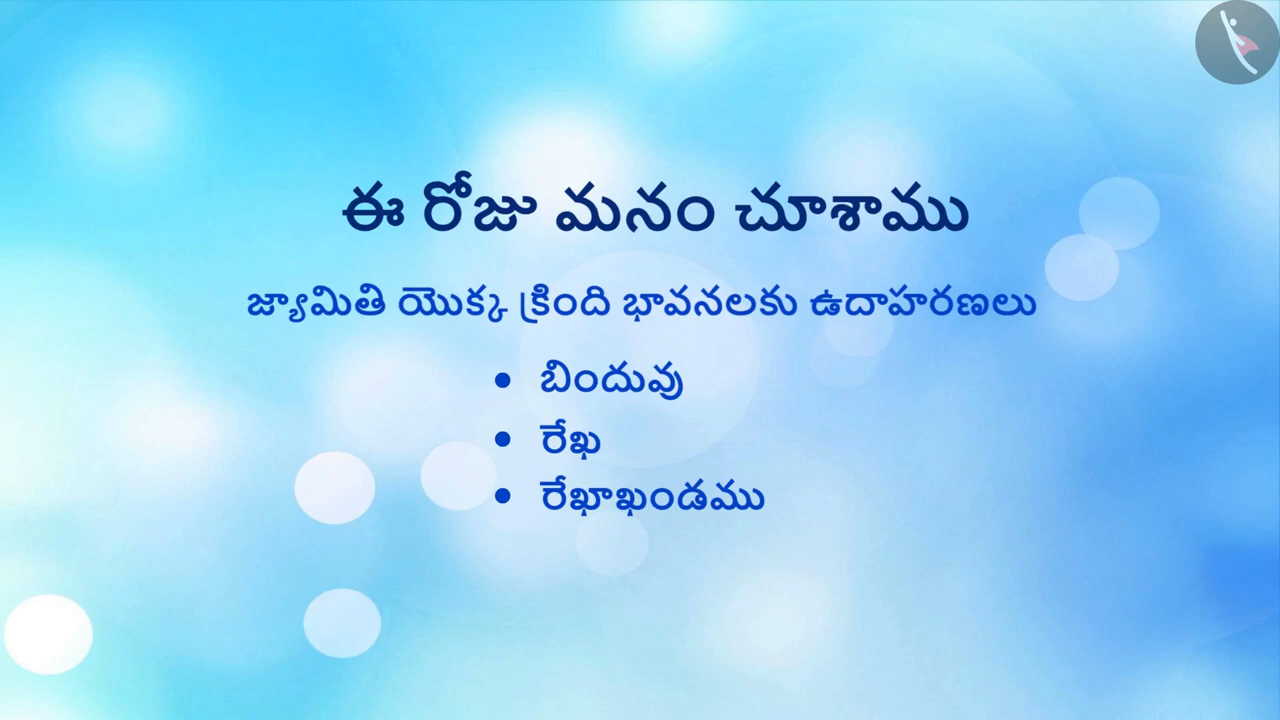 ఈ రోజు మనం చూశాము
జ్యామితి యొక్క క్రింది భావనలకు ఉదాహరణలు
• బిందువు
• రేఖ
• రేఖాఖండము